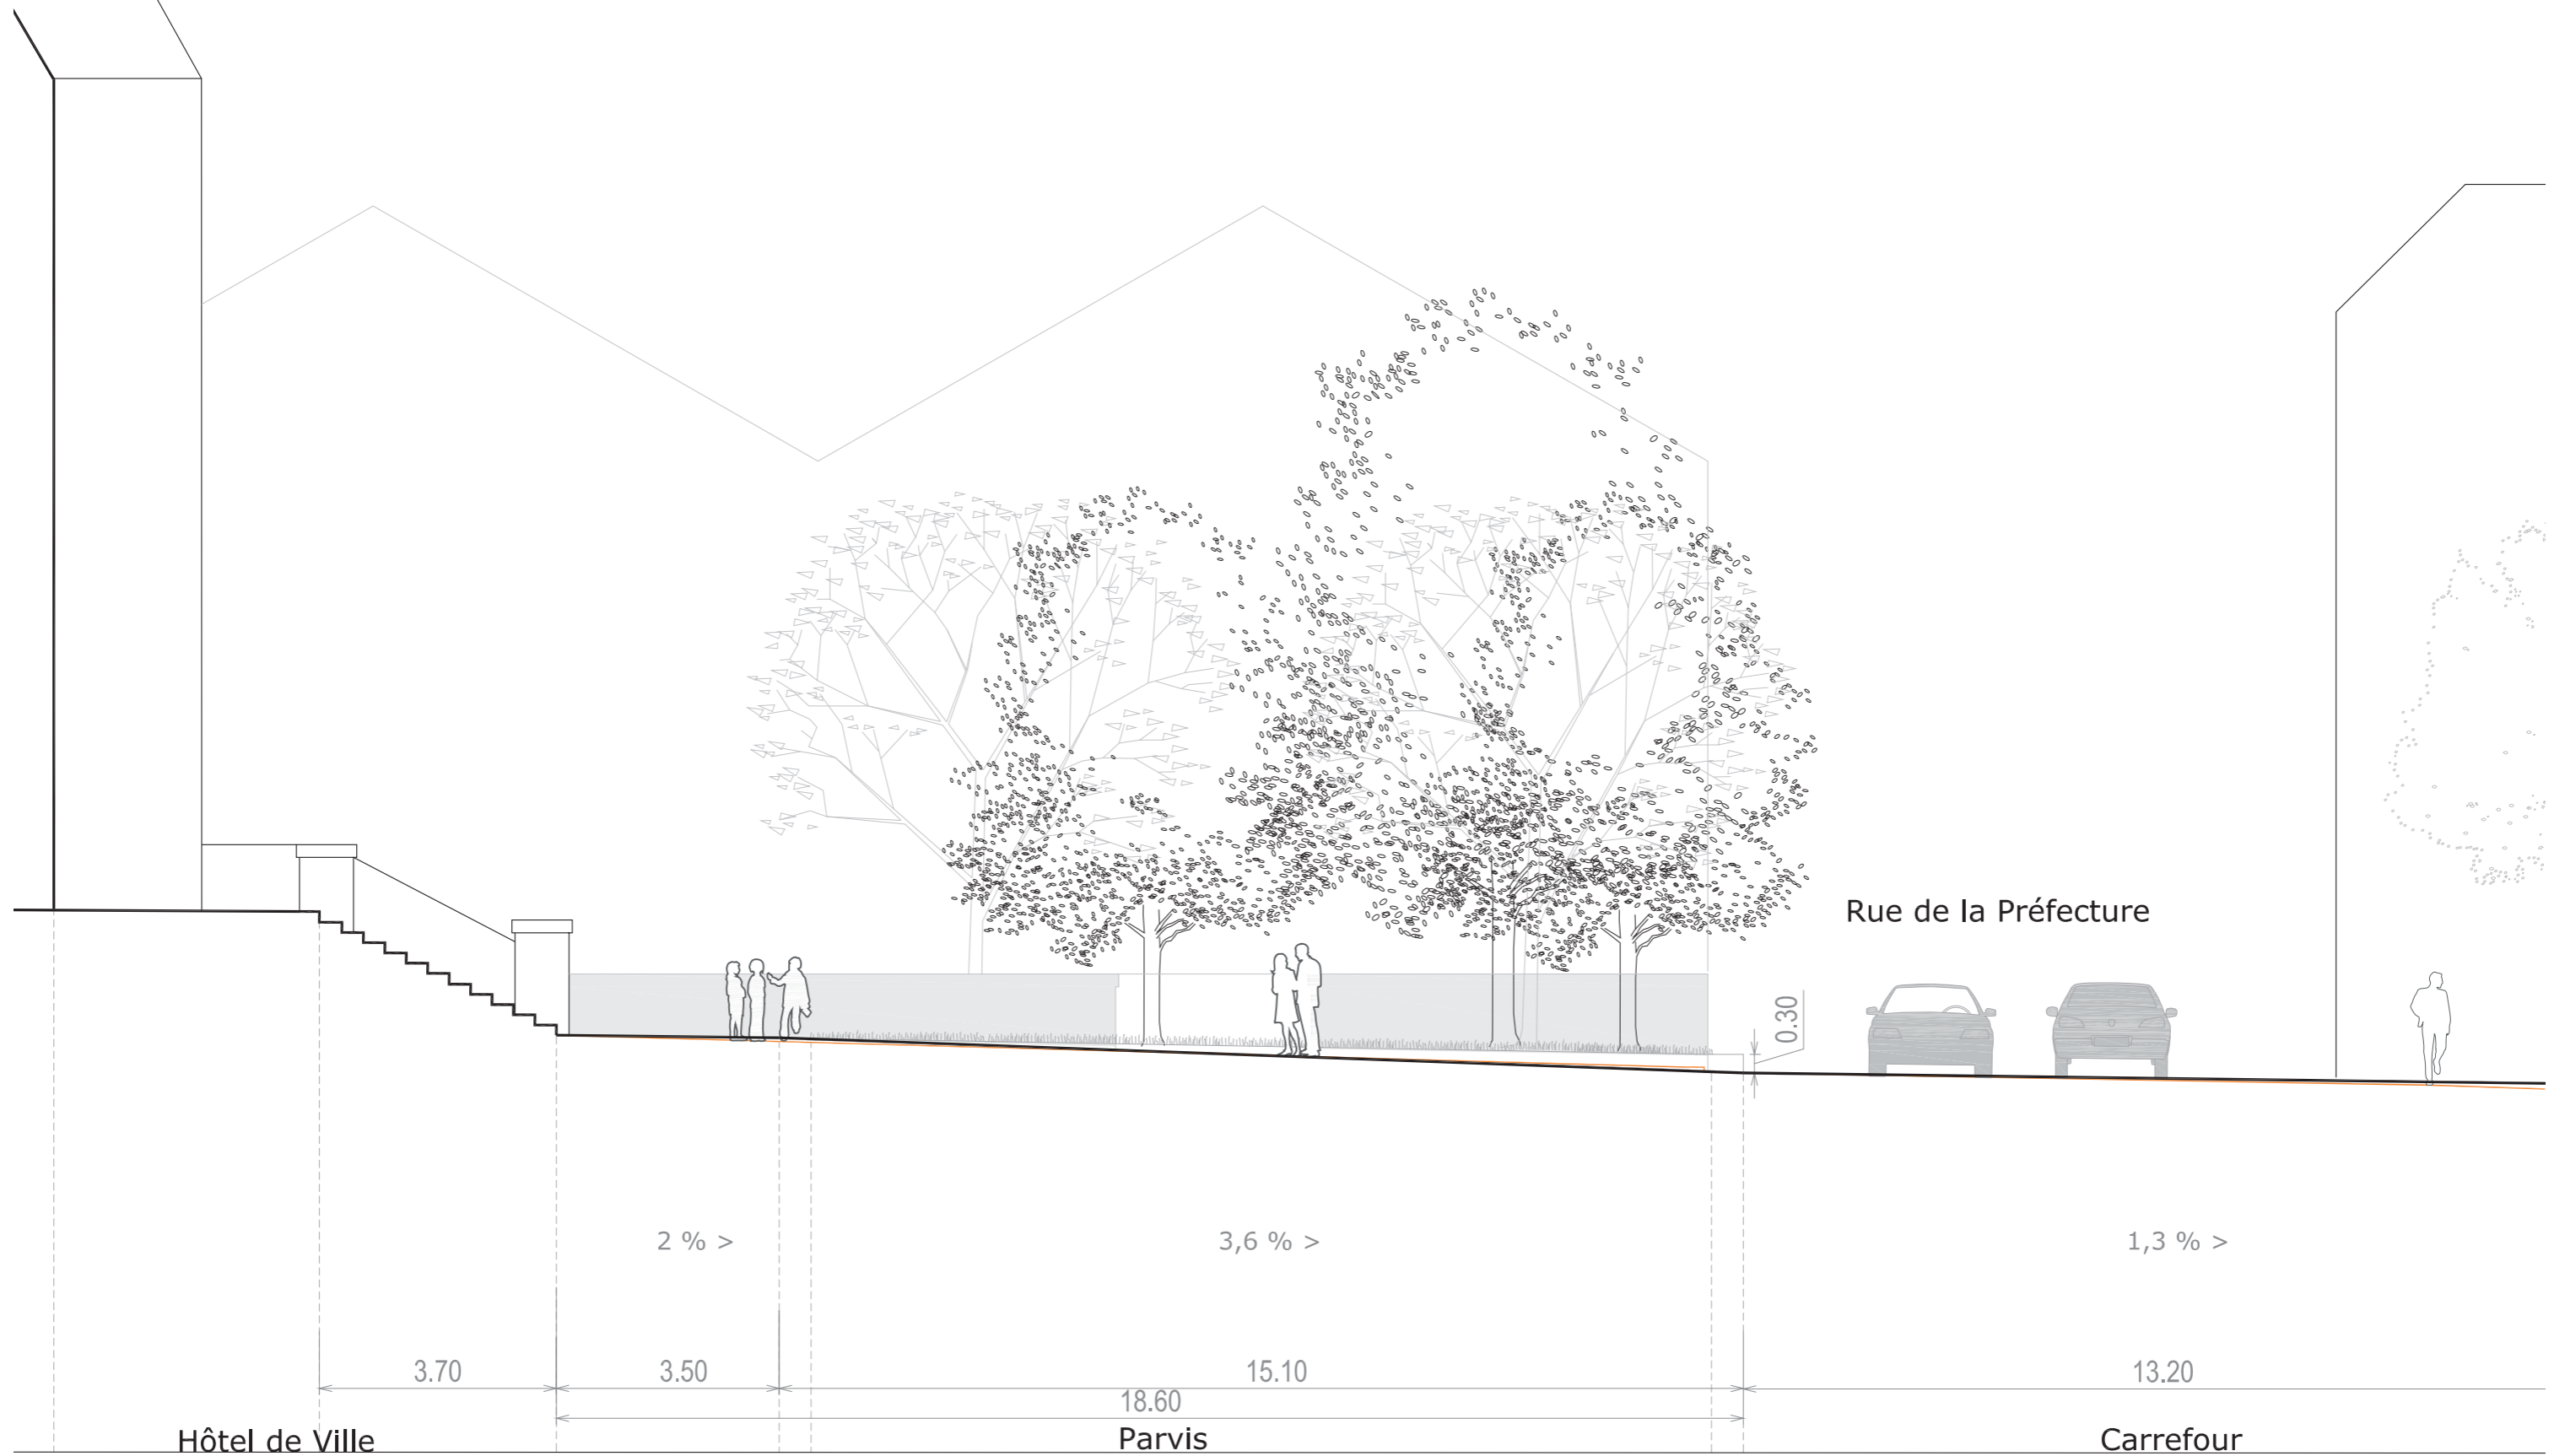 Rue de la Préfecture
0.30
2 % >
3,6 % >
1,3 % >
3.70
3.50
15.10
13.20
18.60
Hôtel de Ville
Parvis
Carrefour